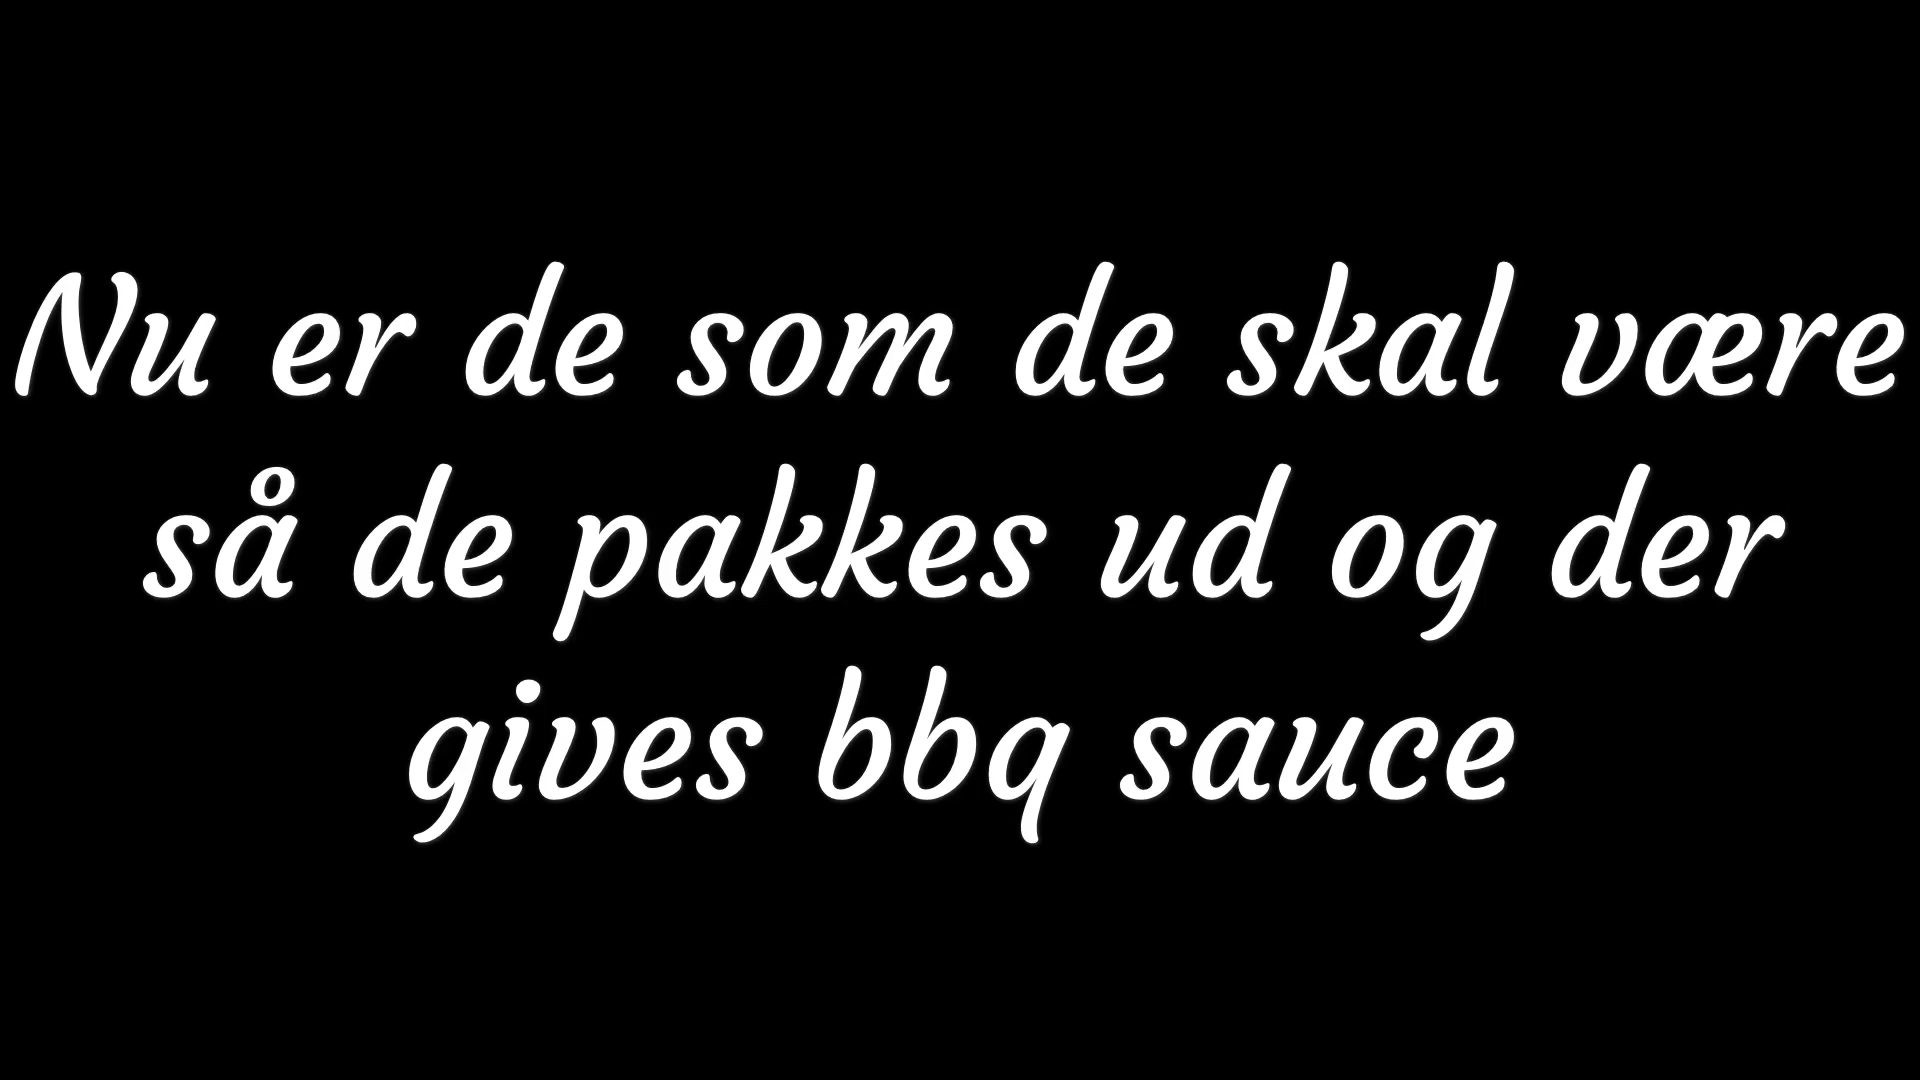 Nu er de som de skal være
så de pakkes ud og der
gives bbq sauce